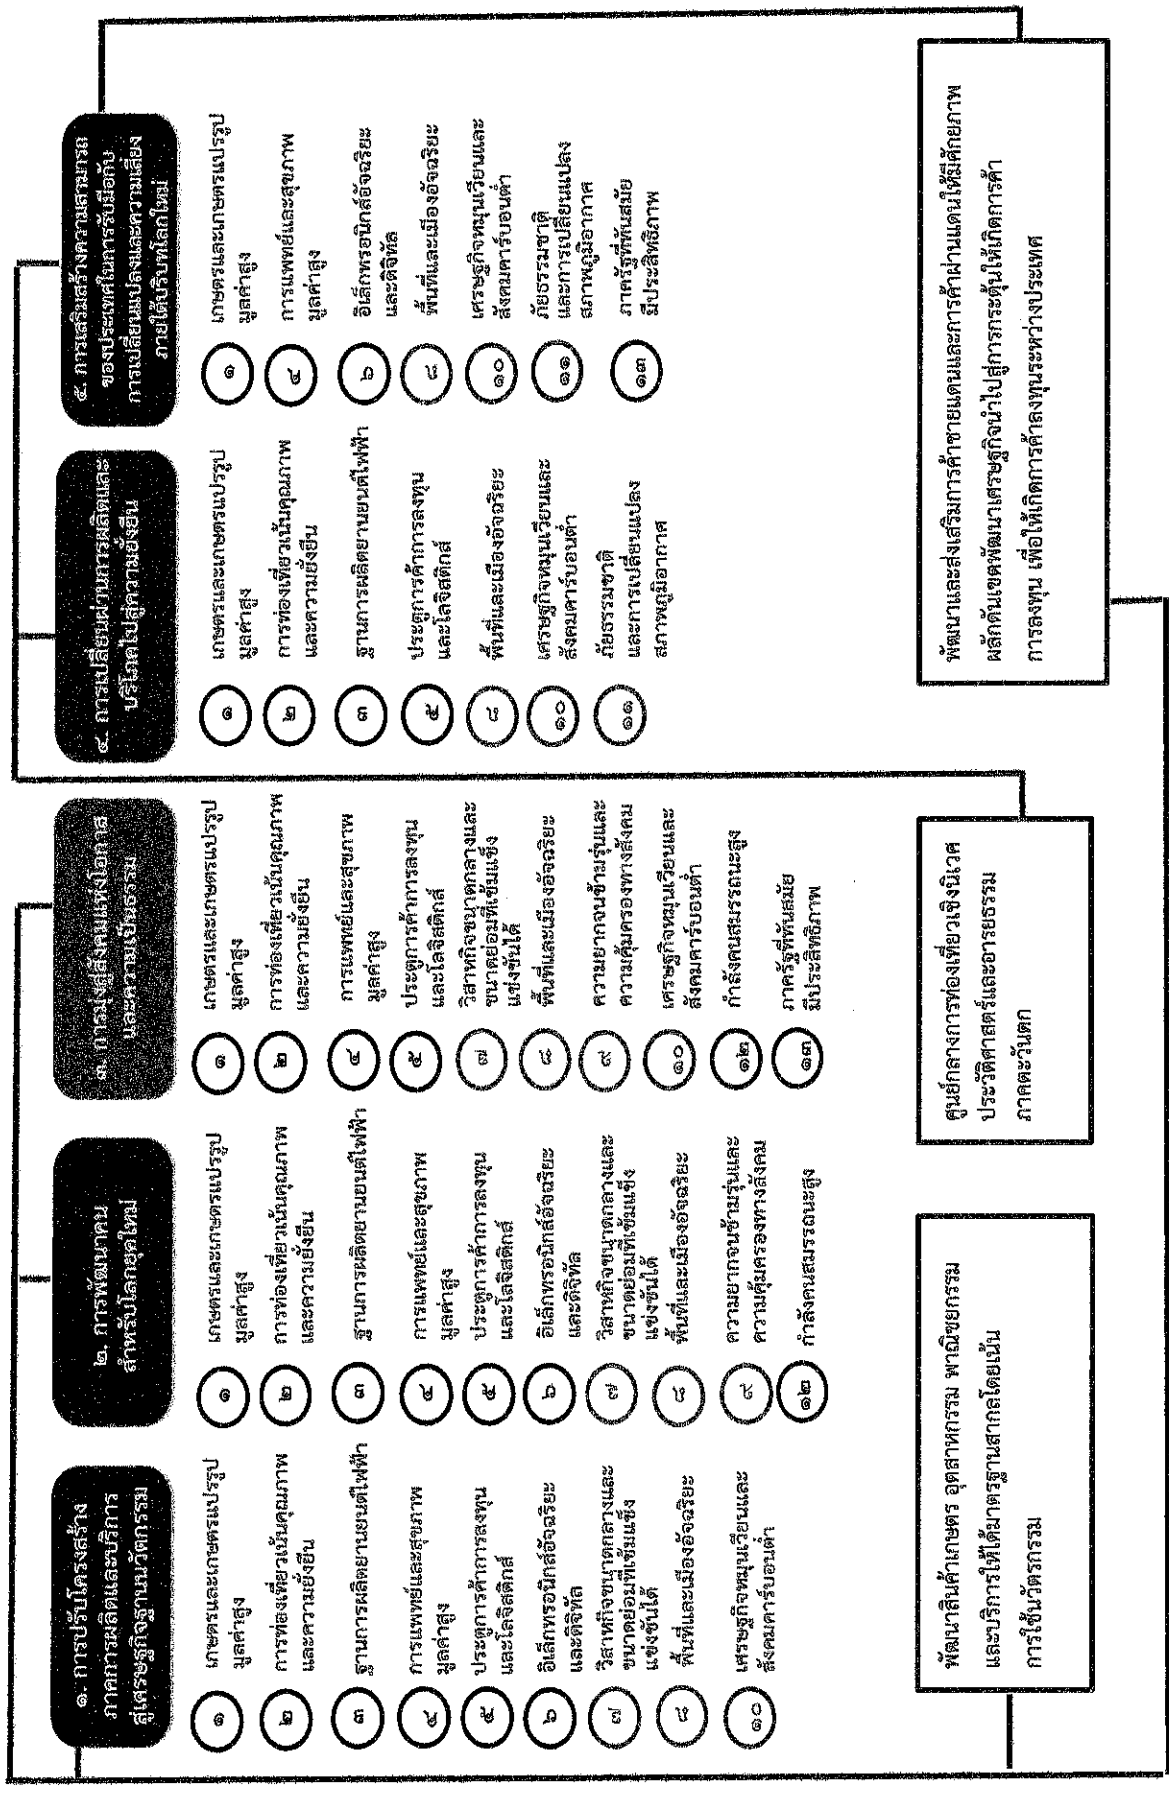 ๑. การปรับโครงสร้าง
ภาคการผลิตและบริการ
สู่เศรษฐกิจฐานนวัตกรรม
๑
เกษตรและเกษตรแปรรูป
มูลค่าสูง
๒
การท่องเที่ยวเน้นคุณภาพ
และความยั่งยืน
๓
ฐานการผลิตยานยนต์ไฟฟ้า
๔
การแพทย์และสุขภาพ
มูลค่าสูง
๕
ประตูการค้าการลงทุน
และโลจิสติกส์
๖
อิเล็กทรอนิกส์อัจฉริยะ
และดิจิทัล
๗
วิสาหกิจขนาดกลางและ
ขนาดย่อมที่เข้มแข็ง
แข่งขันได้
๘
พื้นที่และเมืองอัจฉริยะ
๑๐
เศรษฐกิจหมุนเวียนและ
สังคมคาร์บอนต่ำ
๒. การพัฒนาคน
สำหรับโลกยุคใหม่
๑
เกษตรและเกษตรแปรรูป
มูลค่าสูง
๒
การท่องเที่ยวเน้นคุณภาพ
และความยั่งยืน
๓
ฐานการผลิตยานยนต์ไฟฟ้า
๔
การแพทย์และสุขภาพ
มูลค่าสูง
๕
ประตูการค้าการลงทุน
และโลจิสติกส์
๖
อิเล็กทรอนิกส์อัจฉริยะ
และดิจิทัล
๗
วิสาหกิจขนาดกลางและ
ขนาดย่อมที่เข้มแข็ง
แข่งขันได้
๘
พื้นที่และเมืองอัจฉริยะ
๙
ความยากจนข้ามรุ่นและ
ความคุ้มครองทางสังคม
๑๒
กำลังคนสมรรถนะสูง
๓. การมุ่งสู่สังคมแห่งโอกาส
และความเป็นธรรม
๑
เกษตรและเกษตรแปรรูป
มูลค่าสูง
๒
การท่องเที่ยวเน้นคุณภาพ
และความยั่งยืน
๔
การแพทย์และสุขภาพ
มูลค่าสูง
๕
ประตูการค้าการลงทุน
และโลจิสติกส์
๗
วิสาหกิจขนาดกลางและ
ขนาดย่อมที่เข้มแข็ง
แข่งขันได้
๘
พื้นที่และเมืองอัจฉริยะ
๙
ความยากจนข้ามรุ่นและ
ความคุ้มครองทางสังคม
๑๐
เศรษฐกิจหมุนเวียนและ
สังคมคาร์บอนต่ำ
๑๒
กำลังคนสมรรถนะสูง
๑๓
ภาครัฐที่ทันสมัย
มีประสิทธิภาพ
๔. การเปลี่ยนผ่านการผลิตและ
บริโภคไปสู่ความยั่งยืน
๑
เกษตรและเกษตรแปรรูป
มูลค่าสูง
๒
การท่องเที่ยวเน้นคุณภาพ
และความยั่งยืน
๓
ฐานการผลิตยานยนต์ไฟฟ้า
๕
ประตูการค้าการลงทุน
และโลจิสติกส์
๘
พื้นที่และเมืองอัจฉริยะ
๑๐
เศรษฐกิจหมุนเวียนและ
สังคมคาร์บอนต่ำ
๑๑
ภัยธรรมชาติ
และการเปลี่ยนแปลง
สภาพภูมิอากาศ
๕. การเสริมสร้างความสามารถ
ของประเทศในการรับมือกับ
การเปลี่ยนแปลงและความเสี่ยง
ภายใต้บริบทโลกใหม่
๑
เกษตรและเกษตรแปรรูป
มูลค่าสูง
๔
การแพทย์และสุขภาพ
มูลค่าสูง
๖
อิเล็กทรอนิกส์อัจฉริยะ
และดิจิทัล
๘
พื้นที่และเมืองอัจฉริยะ
๑๐
เศรษฐกิจหมุนเวียนและ
สังคมคาร์บอนต่ำ
๑๑
ภัยธรรมชาติ
และการเปลี่ยนแปลง
สภาพภูมิอากาศ
๑๓
ภาครัฐที่ทันสมัย
มีประสิทธิภาพ
พัฒนาสินค้าเกษตร อุตสาหกรรม พาณิชยกรรม
และบริการให้ได้มาตรฐานสากลโดยเน้น
การใช้นวัตกรรม
ศูนย์กลางการท่องเที่ยวเชิงนิเวศ
ประวัติศาสตร์และอารยธรรม
ภาคตะวันตก
พัฒนาและส่งเสริมการค้าชายแดนและการค้าผ่านแดนให้มีศักยภาพ
ผลักดันเขตพัฒนาเศรษฐกิจนำไปสู่การกระตุ้นให้เกิดการค้า
การลงทุน เพื่อให้เกิดการค้าลงทุนระหว่างประเทศ